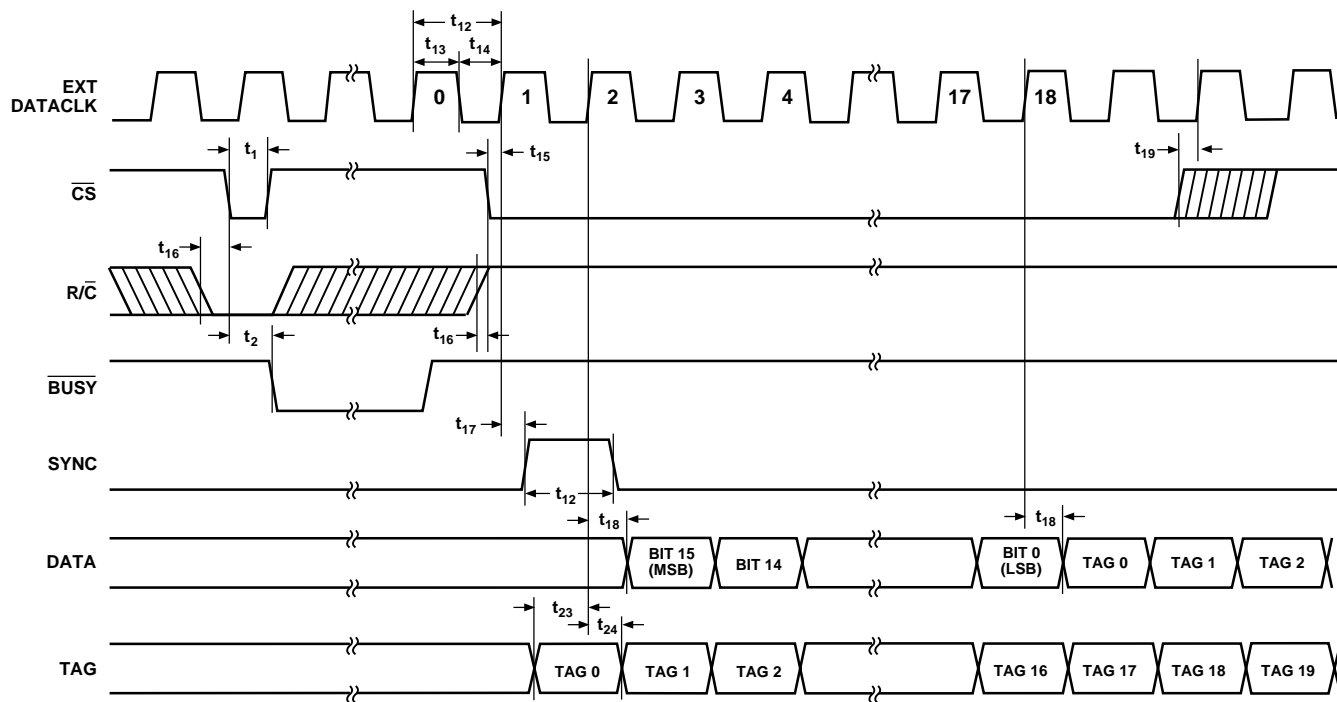 t12
t13 t14
EXT
DATACLK
0 1 2 3 4 17 18
t1 t15 t19
CS
t16
R/C
t2 t16
BUSY
t17
SYNC
t12
t18 t18
DATA
BIT 15
(MSB)
BIT 14
BIT 0
(LSB)
TAG 0 TAG 1 TAG 2
t23
t24
TAG
TAG 0 TAG 1 TAG 2 TAG 16 TAG 17 TAG 18 TAG 19